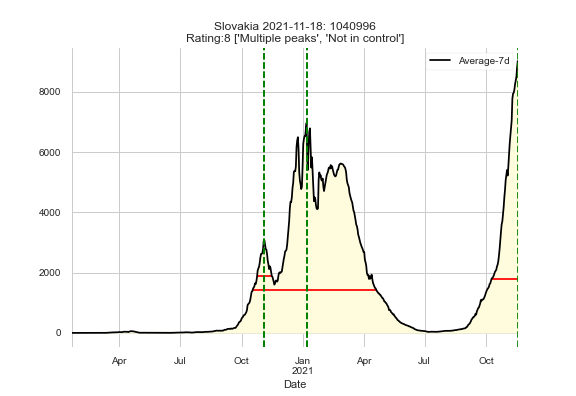 Slovakia 2021-11-18: 1040996
Rating:8 ['Multiple peaks', 'Not in control']
Average-7d
8000
6000
4000
2000
0
Apr
Jul
Oct
Jan
2021
Apr
Jul
Oct
Date